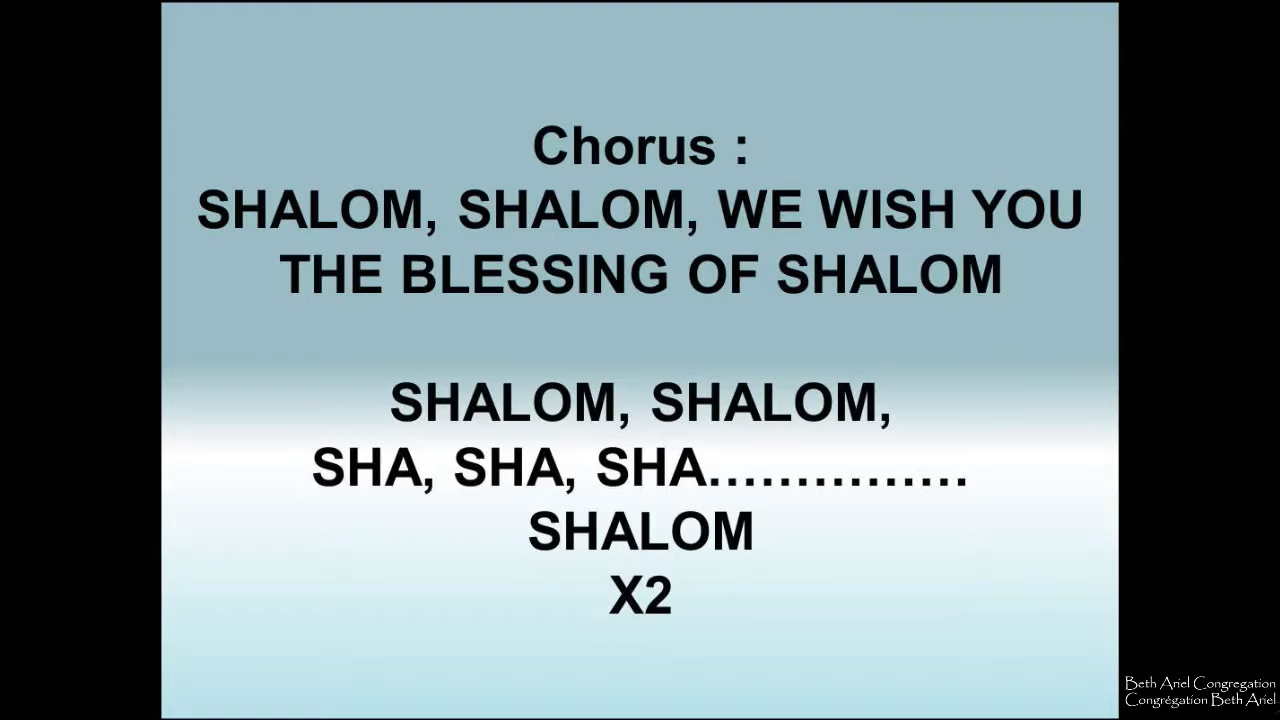 Chorus :
SHALOM, SHALOM, WE WISH YOU
THE BLESSING OF SHALOM
SHALOM, SHALOM,
SHA, SHA, SHA……………
SHALOM
X2
Beth Ariel Congregation
Congrégation Beth Ariel